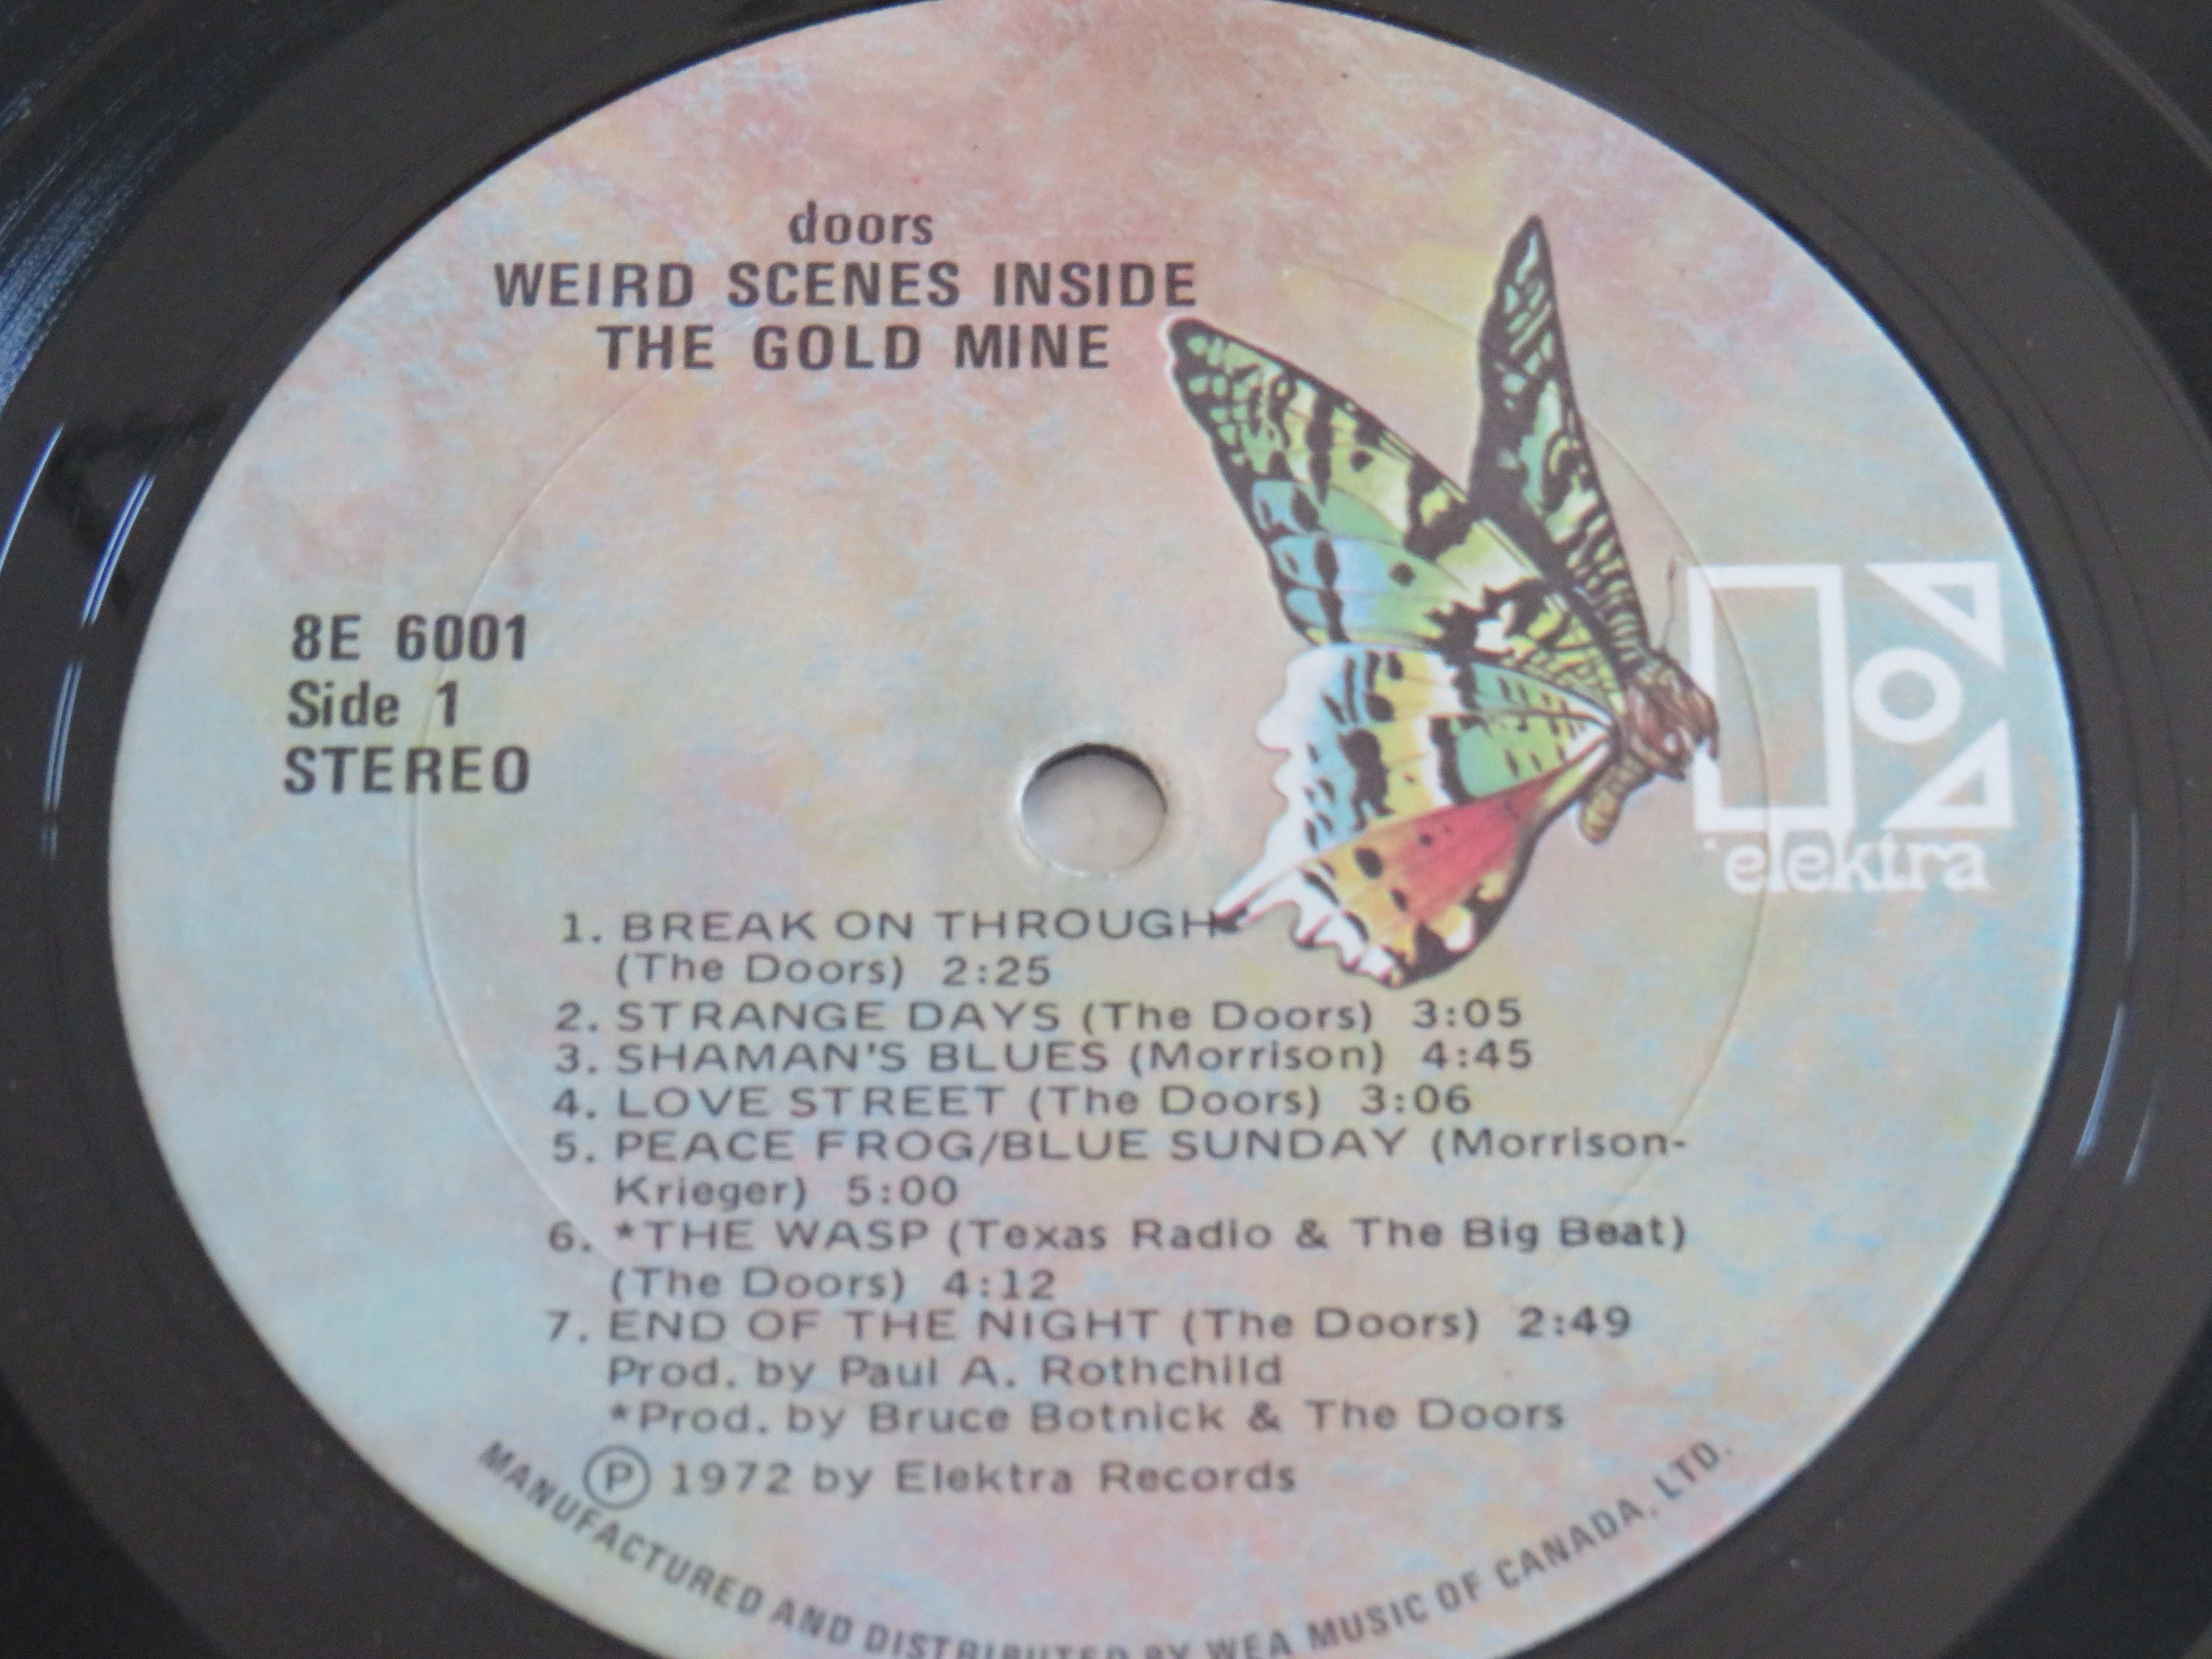 doors
WEIRD SCENES INSIDE
THE GOLD MINE
8E 6001
Side 1
STEREO
elektra
1. BREAK ON THROUGH
(The Doors) 2:25
2. STRANGE DAYS (The Doors) 3:05
3. SHAMAN'S BLUES (Morrison) 4:45
4. LOVE STREET (The Doors) 3:06
5. PEACE FROG/BLUE SUNDAY (Morrison-
Krieger) 5:00
6. *THE WASP (Texas Radio & The Big Beat)
(The Doors) 4:12
7. END OF THE NIGHT (The Doors) 2:49
Prod. by Paul A. Rothchild
*Prod. by Bruce Botnick & The Doors
Ⓟ 1972 by Elektra Records
MANUFACTURED AND DISTRIBUTED BY WEA MUSIC OF CANADA, LTD.